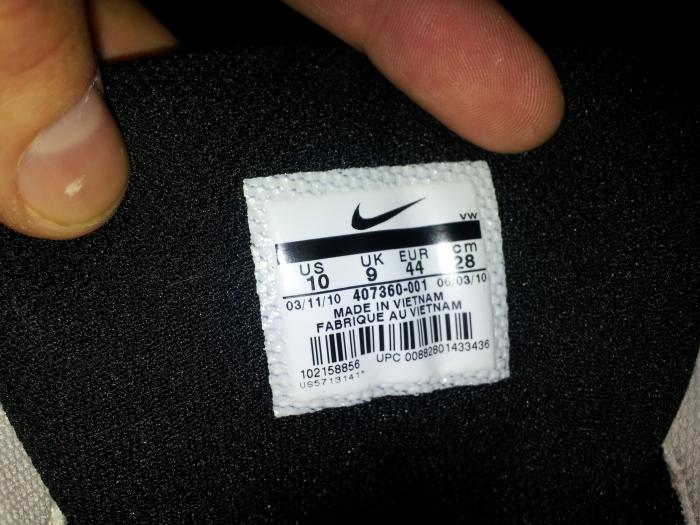 VW
US UK EUR cm
10 9 44 28
03/11/10 407360-001 06/03/10
MADE IN VIETNAM
FABRIQUE AU VIETNAM
102158856 UPC 00882801433436
US5713141*